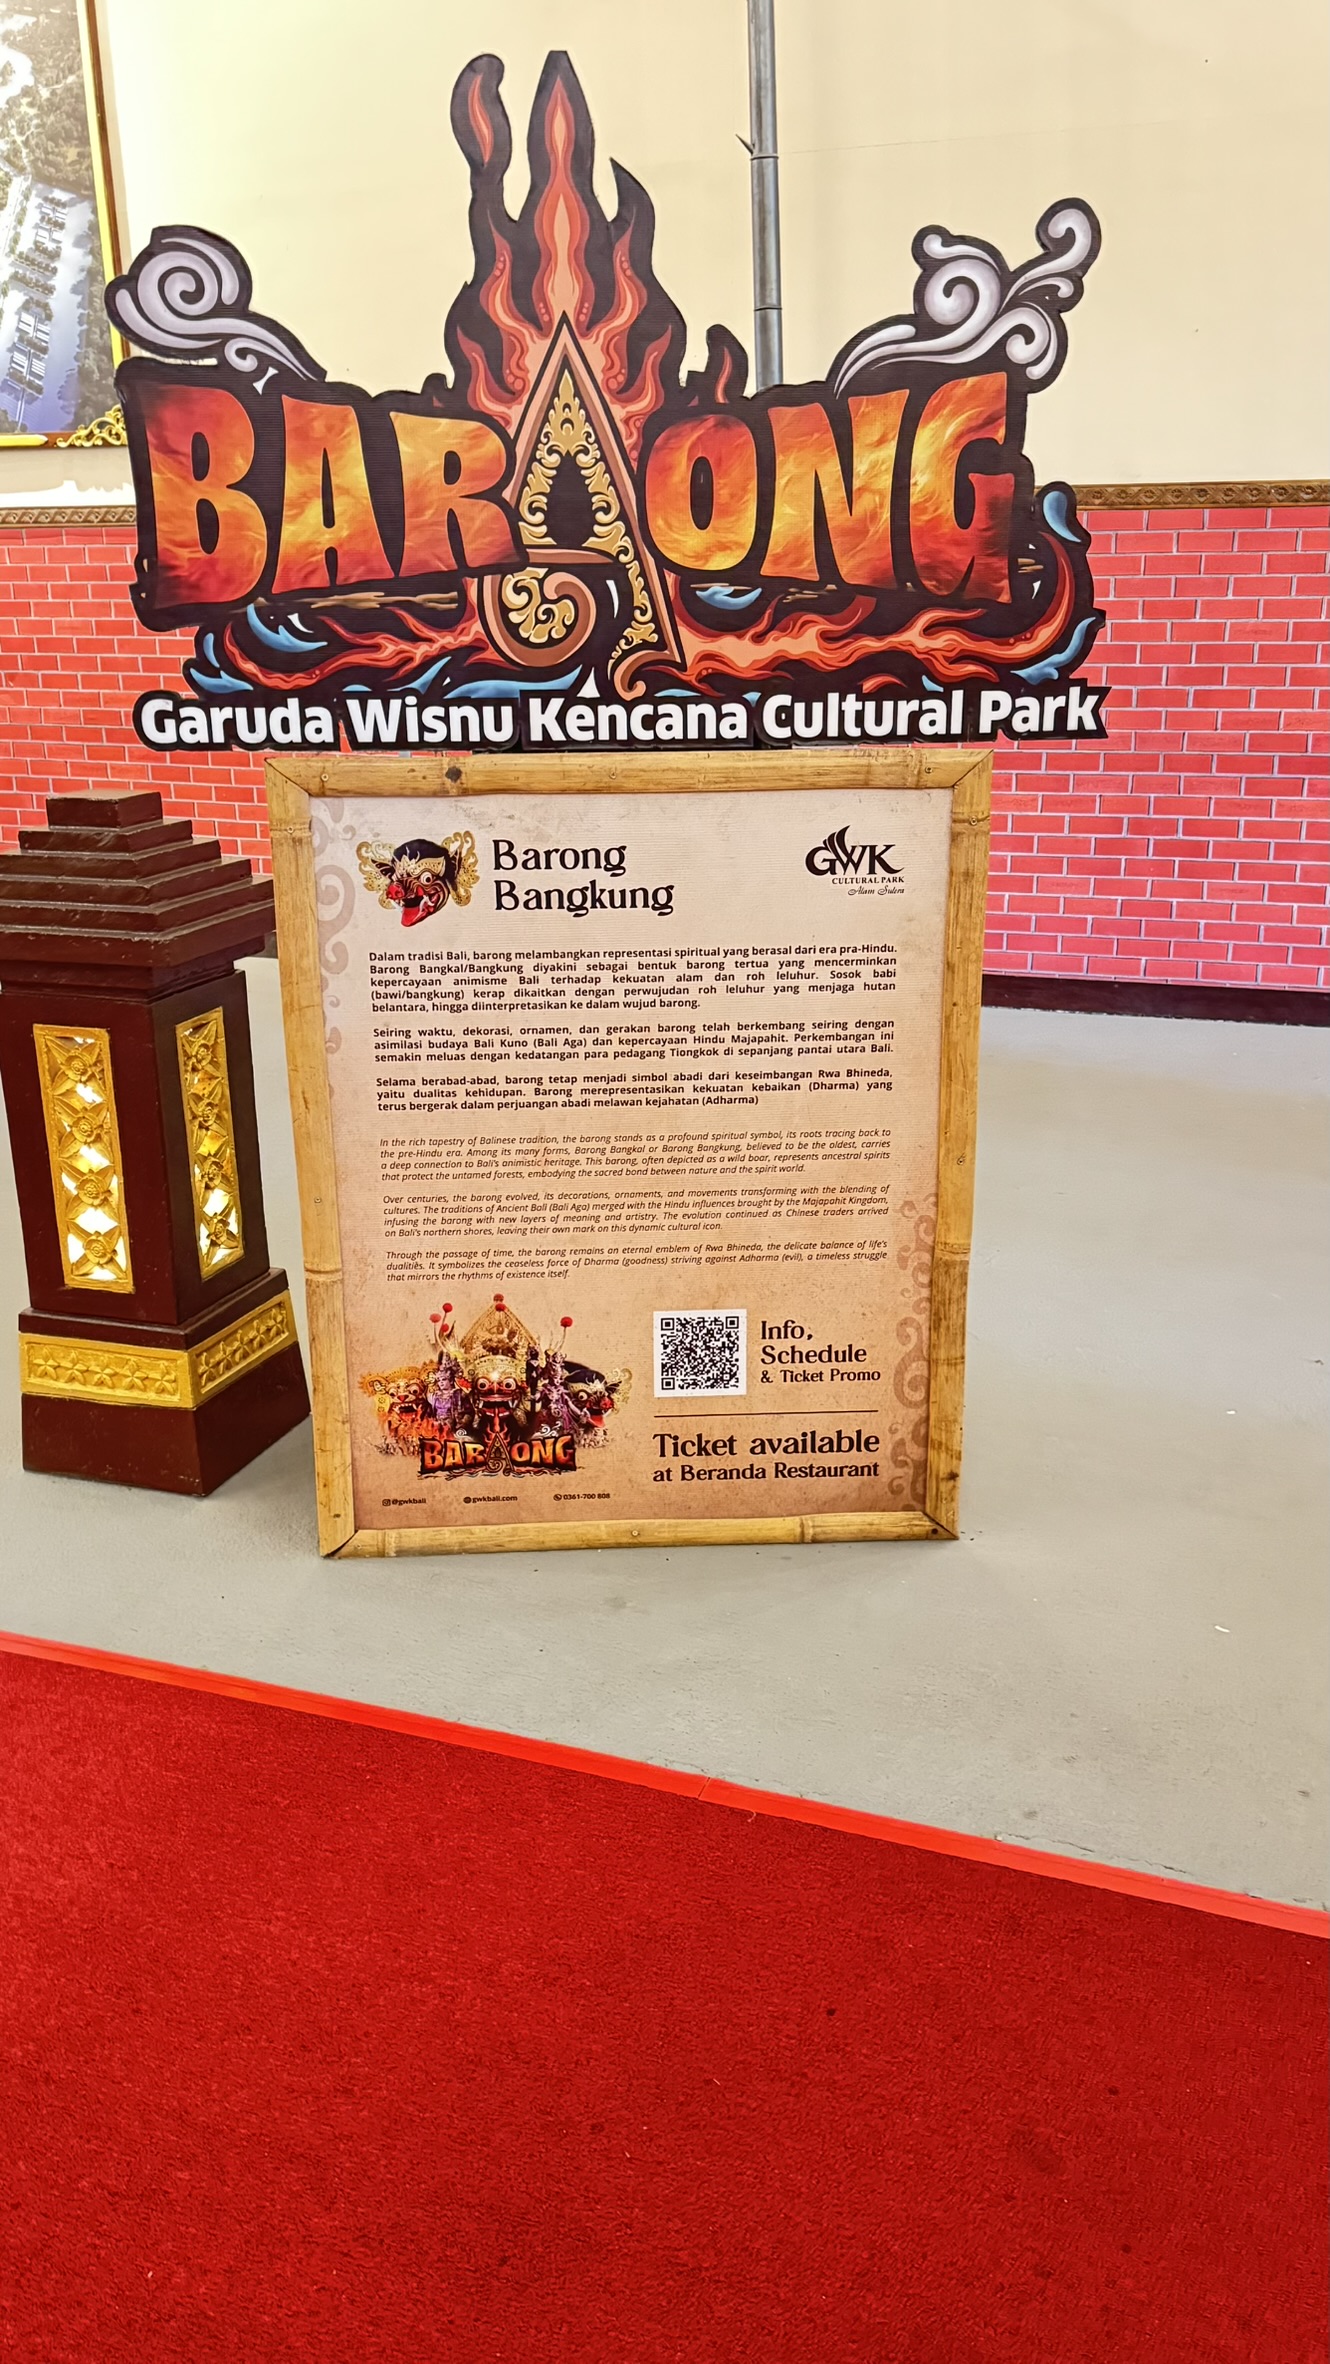 BARONG
Garuda Wisnu Kencana Cultural Park
Barong
Bangkung
GWK
CULTURAL PARK
Alam Sutera
Dalam tradisi Bali, barong melambangkan representasi spiritual yang berasal dari era pra-Hindu.
Barong Bangkal/Bangkung diyakini sebagai bentuk barong tertua yang mencerminkan
kepercayaan animisme Bali terhadap kekuatan alam dan roh leluhur. Sosok babi
(bawi/bangkung) kerap dikaitkan dengan perwujudan roh leluhur yang menjaga hutan
belantara, hingga diinterpretasikan ke dalam wujud barong.
Seiring waktu, dekorasi, ornamen, dan gerakan barong telah berkembang seiring dengan
asimilasi budaya Bali Kuno (Bali Aga) dan kepercayaan Hindu Majapahit. Perkembangan ini
semakin meluas dengan kedatangan para pedagang Tiongkok di sepanjang pantai utara Bali.
Selama berabad-abad, barong tetap menjadi simbol abadi dari keseimbangan Rwa Bhineda,
yaitu dualitas kehidupan. Barong merepresentasikan kekuatan kebaikan (Dharma) yang
terus bergerak dalam perjuangan abadi melawan kejahatan (Adharma)
In the rich tapestry of Balinese tradition, the barong stands as a profound spiritual symbol, its roots tracing back to
the pre-Hindu era. Among its many forms, Barong Bangkal or Barong Bangkung, believed to be the oldest, carries
a deep connection to Bali's animistic heritage. This barong, often depicted as a wild boar, represents ancestral spirits
that protect the untamed forests, embodying the sacred bond between nature and the spirit world.
Over centuries, the barong evolved, its decorations, ornaments, and movements transforming with the blending of
cultures. The traditions of Ancient Bali (Bali Aga) merged with the Hindu influences brought by the Majapahit Kingdom,
infusing the barong with new layers of meaning and artistry. The evolution continued as Chinese traders arrived
on Bali's northern shores, leaving their own mark on this dynamic cultural icon.
Through the passage of time, the barong remains an eternal emblem of Rwa Bhineda, the delicate balance of life's
dualities. It symbolizes the ceaseless force of Dharma (goodness) striving against Adharma (evil), a timeless struggle
that mirrors the rhythms of existence itself.
Info,
Schedule
& Ticket Promo
BARONG
Ticket available
at Beranda Restaurant
@gwkbali gwkbali.com 0361-700 808